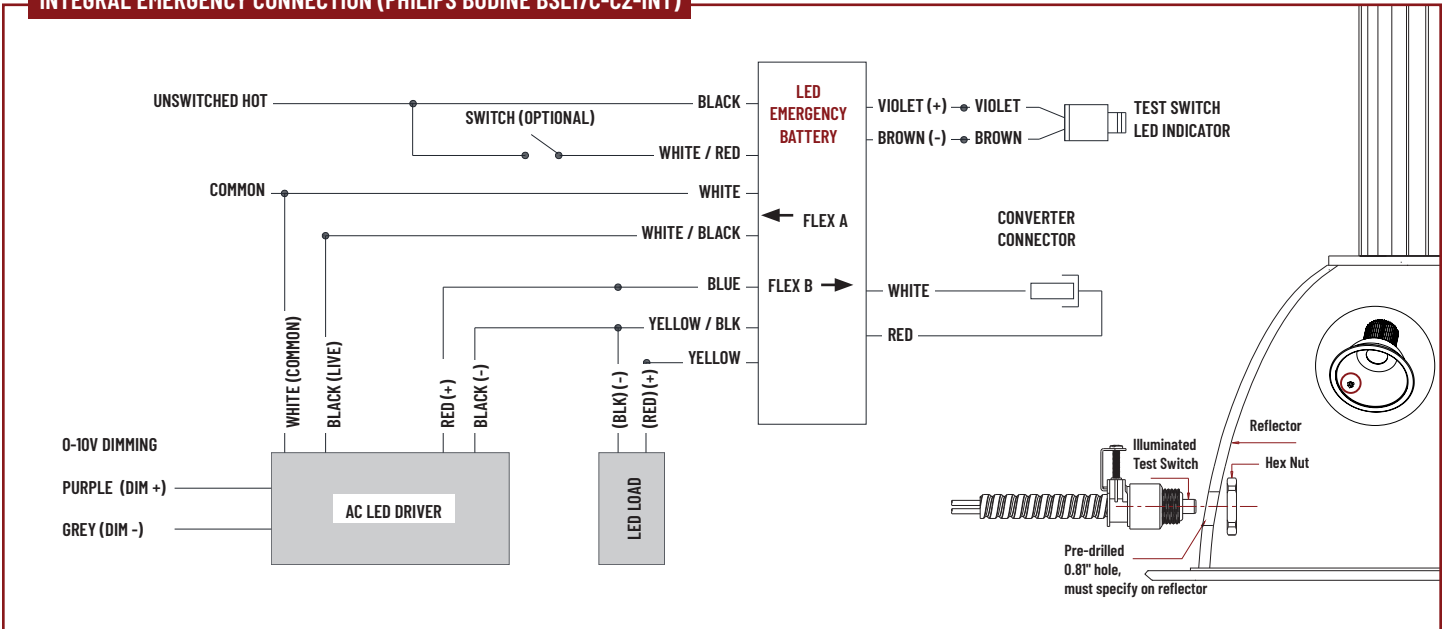 INTEGRAL EMERGENCY CONNECTION (PHILIPS BODINE BSL17C-C2-INT)
UNSWITCHED HOT
BLACK
SWITCH (OPTIONAL)
WHITE / RED
COMMON
WHITE
FLEX A
WHITE / BLACK
BLUE
FLEX B
YELLOW / BLK
YELLOW
LED
EMERGENCY
BATTERY
VIOLET (+)
VIOLET
BROWN (-)
BROWN
TEST SWITCH
LED INDICATOR
CONVERTER
CONNECTOR
WHITE
RED
WHITE (COMMON)
BLACK (LIVE)
RED (+)
BLACK (-)
(BLK) (-)
(RED) (+)
0-10V DIMMING
PURPLE (DIM +)
GREY (DIM -)
AC LED DRIVER
LED LOAD
Reflector
Illuminated
Test Switch
Hex Nut
Pre-drilled
0.81" hole,
must specify on reflector